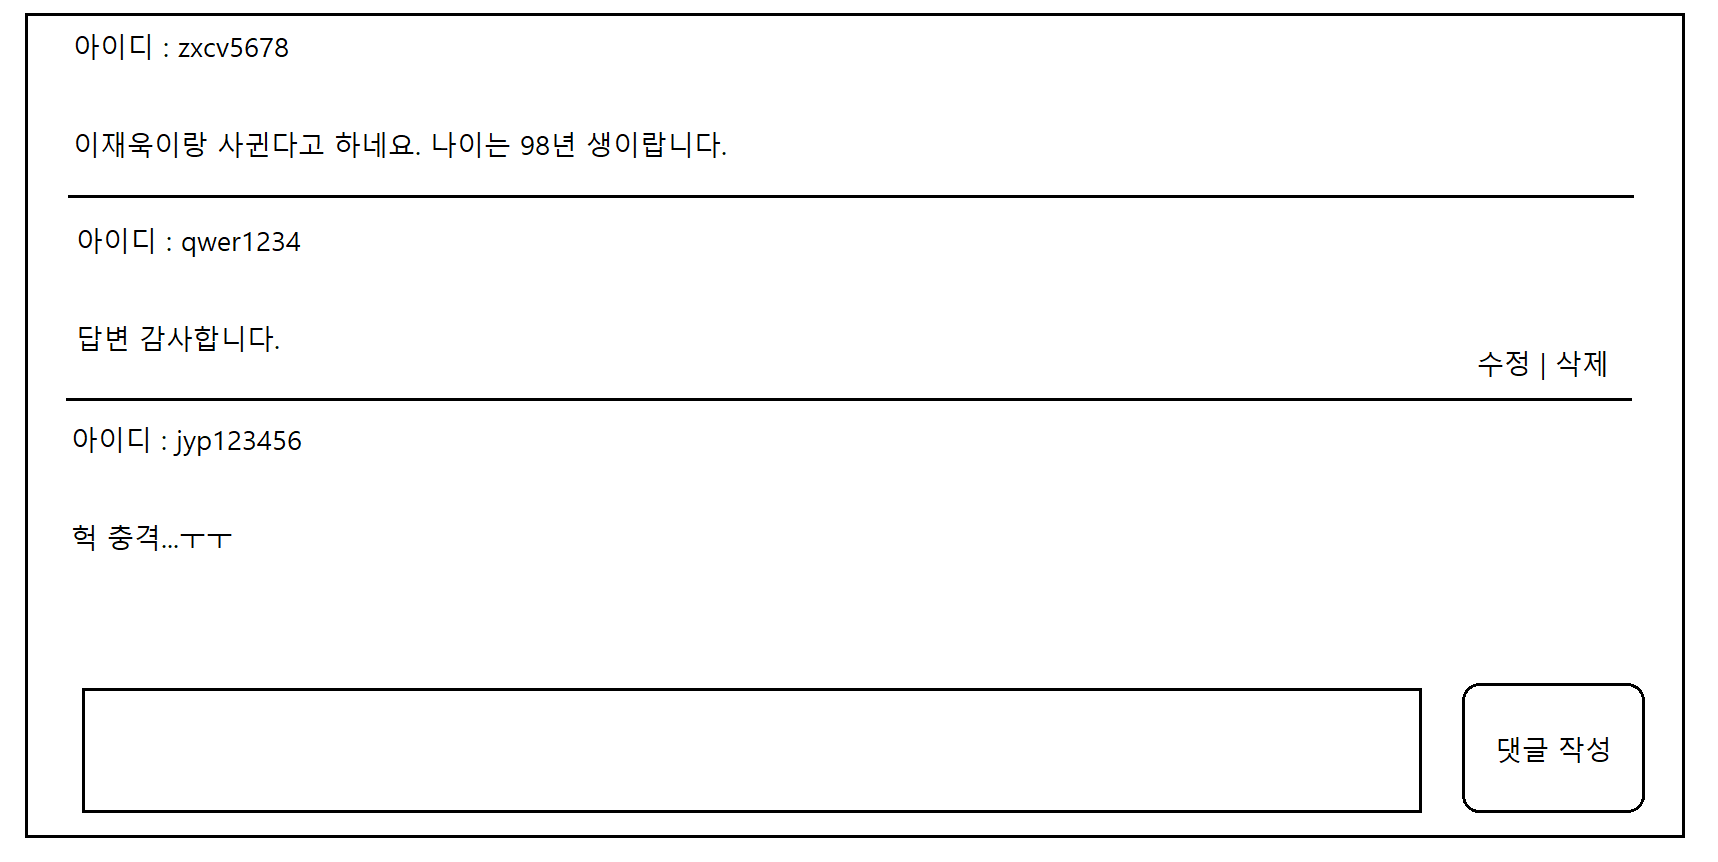 아이디 : zxcv5678
이재욱이랑 사귄다고 하네요. 나이는 98년 생이랍니다.
아이디 : qwer1234
답변 감사합니다.
수정 | 삭제
아이디 : jyp123456
헉 충격...ㅜㅜ
댓글 작성